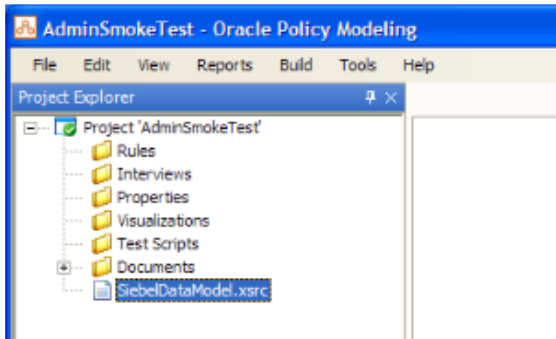 AdminSmokeTest - Oracle Policy Modeling
File Edit View Reports Build Tools Help
Project Explorer
Project 'AdminSmokeTest'
Rules
Interviews
Properties
Visualizations
Test Scripts
Documents
SiebelDataModel.xsrc